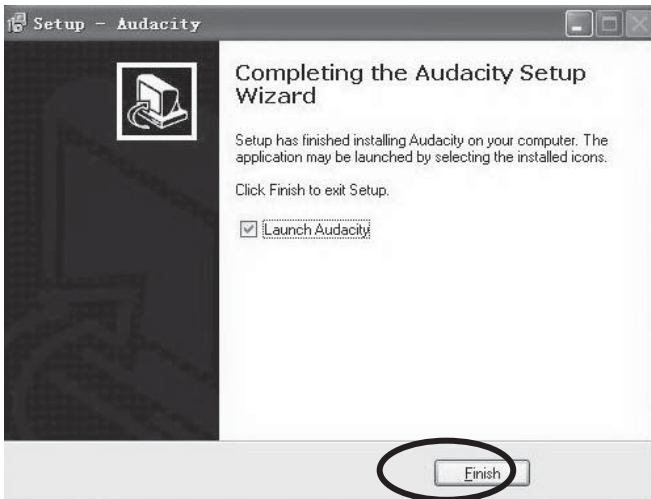 Setup - Audacity
Completing the Audacity Setup
Wizard
Setup has finished installing Audacity on your computer. The
application may be launched by selecting the installed icons.
Click Finish to exit Setup.
Launch Audacity
Finish